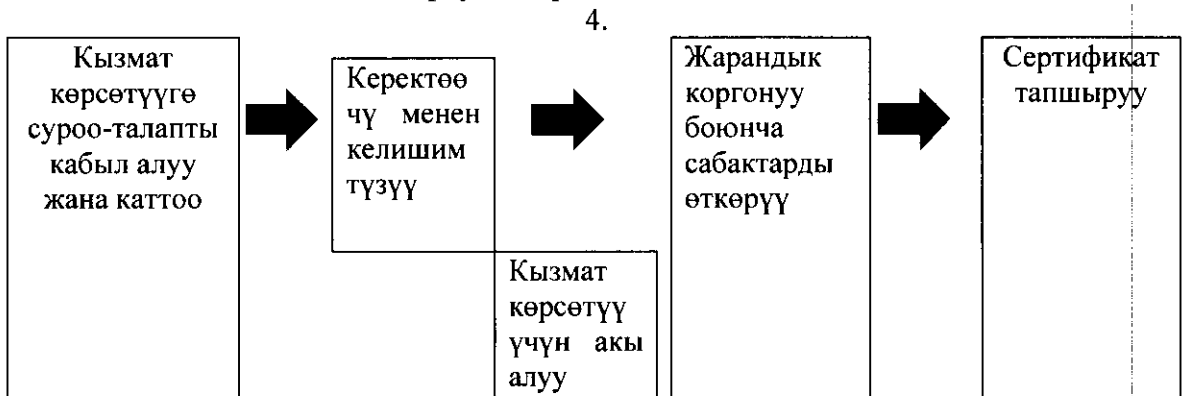 4.
Кызмат
көрсөтүүгө
суроо-талапты
кабыл алуу
жана каттоо
Керектөө
чү менен
келишим
түзүү
Кызмат
көрсөтүү
үчүн акы
алуу
Жарандык
коргонуу
боюнча
сабактарды
өткөрүү
Сертификат
тапшыруу